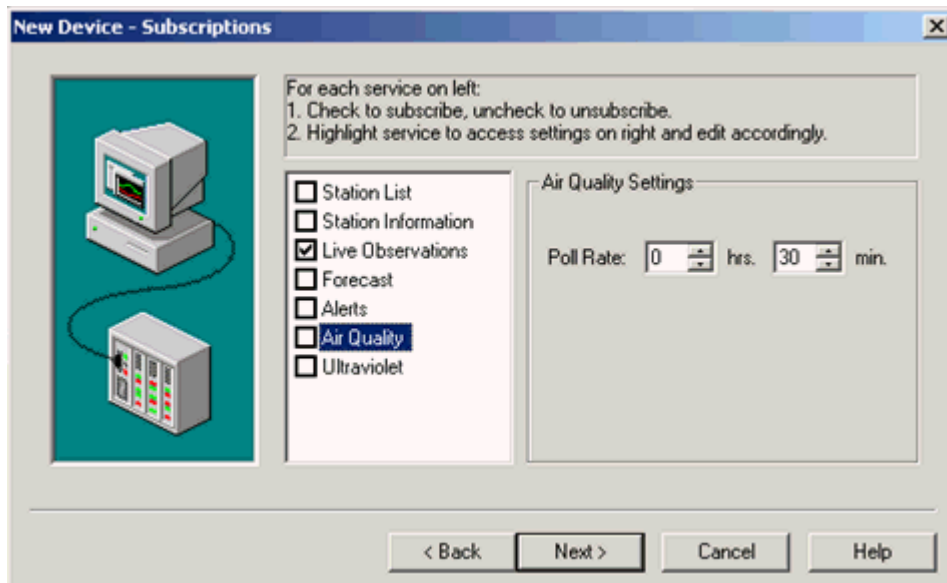 New Device - Subscriptions
For each service on left:
1. Check to subscribe, uncheck to unsubscribe.
2. Highlight service to access settings on right and edit accordingly.
Station List
Station Information
Live Observations
Forecast
Alerts
Air Quality
Ultraviolet
Air Quality Settings
Poll Rate: 0 hrs. 30 min.
< Back Next > Cancel Help